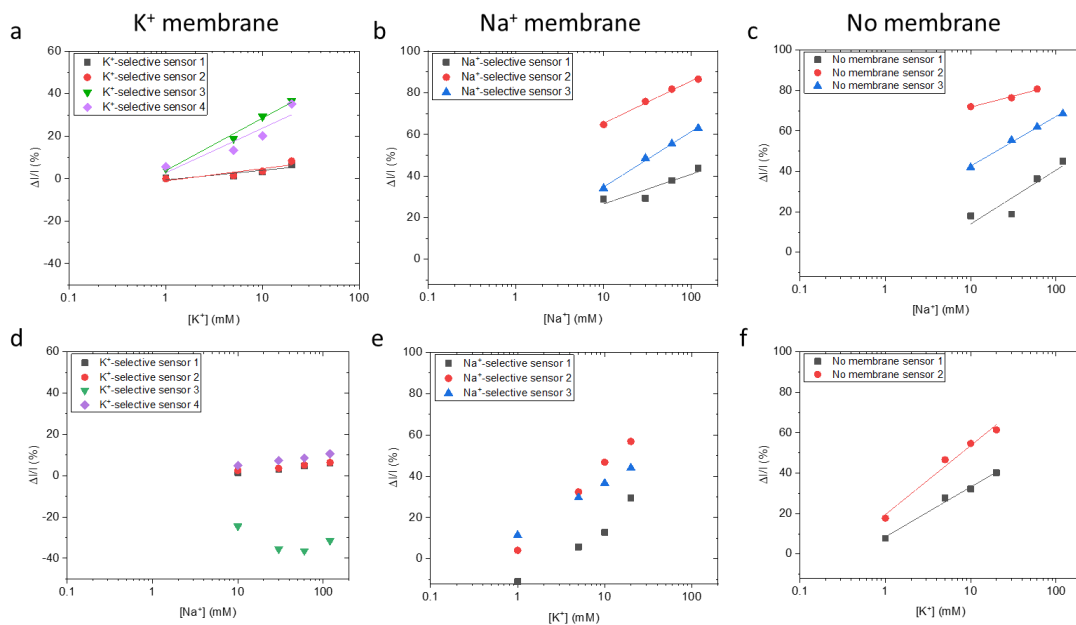 K⁺ membrane
Na⁺ membrane
No membrane
a
K⁺-selective sensor 1
K⁺-selective sensor 2
K⁺-selective sensor 3
K⁺-selective sensor 4
60
40
20
0
-20
-40
ΔI/I (%)
0.1
1
10
100
[K⁺] (mM)
b
Na⁺-selective sensor 1
Na⁺-selective sensor 2
Na⁺-selective sensor 3
100
80
60
40
20
0
ΔI/I (%)
0.1
1
10
100
[Na⁺] (mM)
c
No membrane sensor 1
No membrane sensor 2
No membrane sensor 3
100
80
60
40
20
0
ΔI/I (%)
0.1
1
10
100
[Na⁺] (mM)
d
K⁺-selective sensor 1
K⁺-selective sensor 2
K⁺-selective sensor 3
K⁺-selective sensor 4
60
40
20
0
-20
-40
ΔI/I (%)
0.1
1
10
100
[Na⁺] (mM)
e
Na⁺-selective sensor 1
Na⁺-selective sensor 2
Na⁺-selective sensor 3
100
80
60
40
20
0
ΔI/I (%)
0.1
1
10
100
[K⁺] (mM)
f
No membrane sensor 1
No membrane sensor 2
100
80
60
40
20
0
ΔI/I (%)
0.1
1
10
100
[K⁺] (mM)